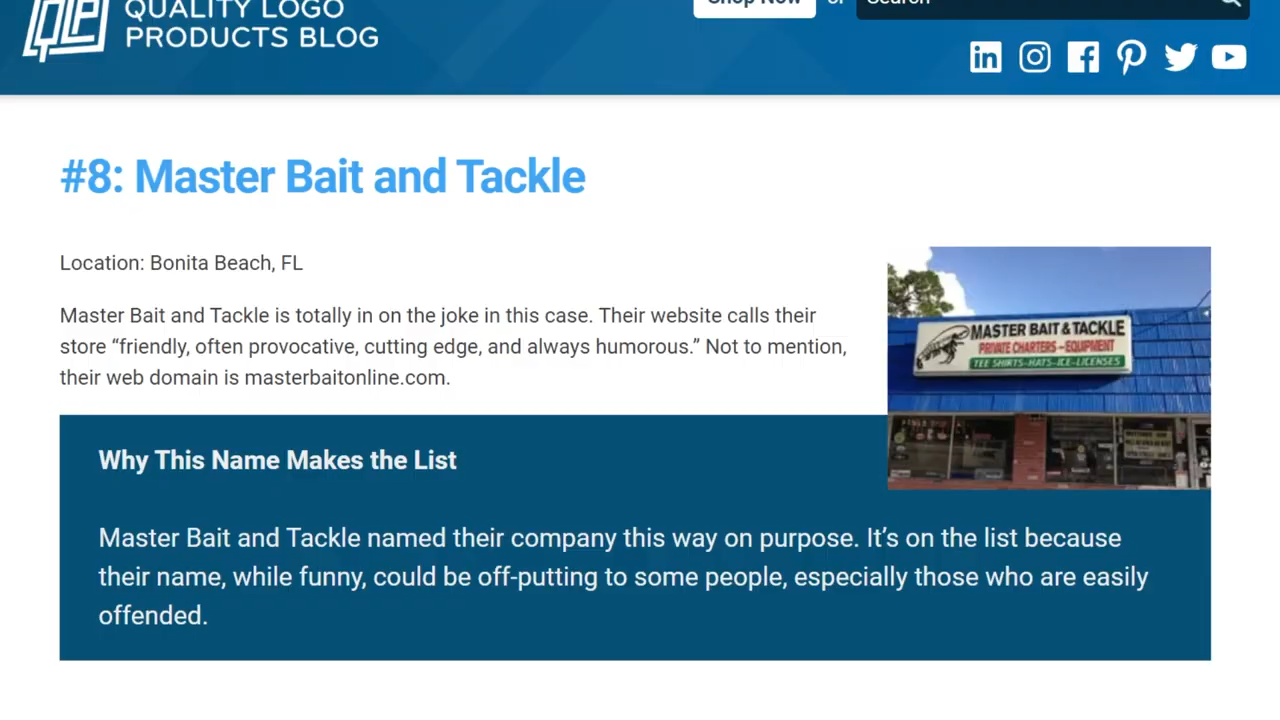 QUALITY LOGO
PRODUCTS BLOG
Shop Now or Search
#8: Master Bait and Tackle
Location: Bonita Beach, FL
Master Bait and Tackle is totally in on the joke in this case. Their website calls their
store “friendly, often provocative, cutting edge, and always humorous.” Not to mention,
their web domain is masterbaitonline.com.
MASTER BAIT & TACKLE
PRIVATE CHARTERS - EQUIPMENT
TEE SHIRTS-HATS-ICE-LICENSES
Why This Name Makes the List
Master Bait and Tackle named their company this way on purpose. It’s on the list because
their name, while funny, could be off-putting to some people, especially those who are easily
offended.